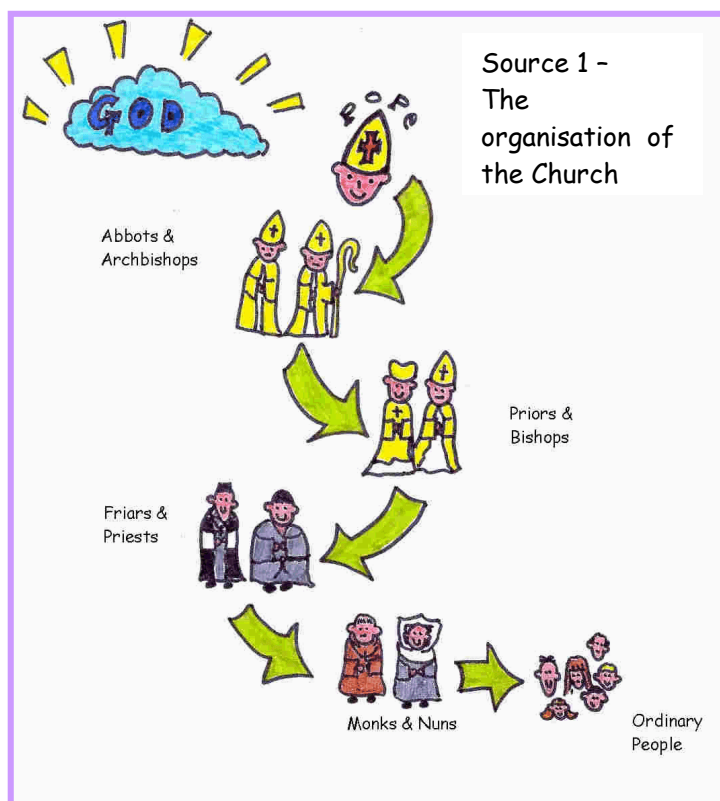 GOD
POPE
Source 1 –
The
organisation of
the Church
Abbots &
Archbishops
Priors &
Bishops
Friars &
Priests
Monks & Nuns
Ordinary
People